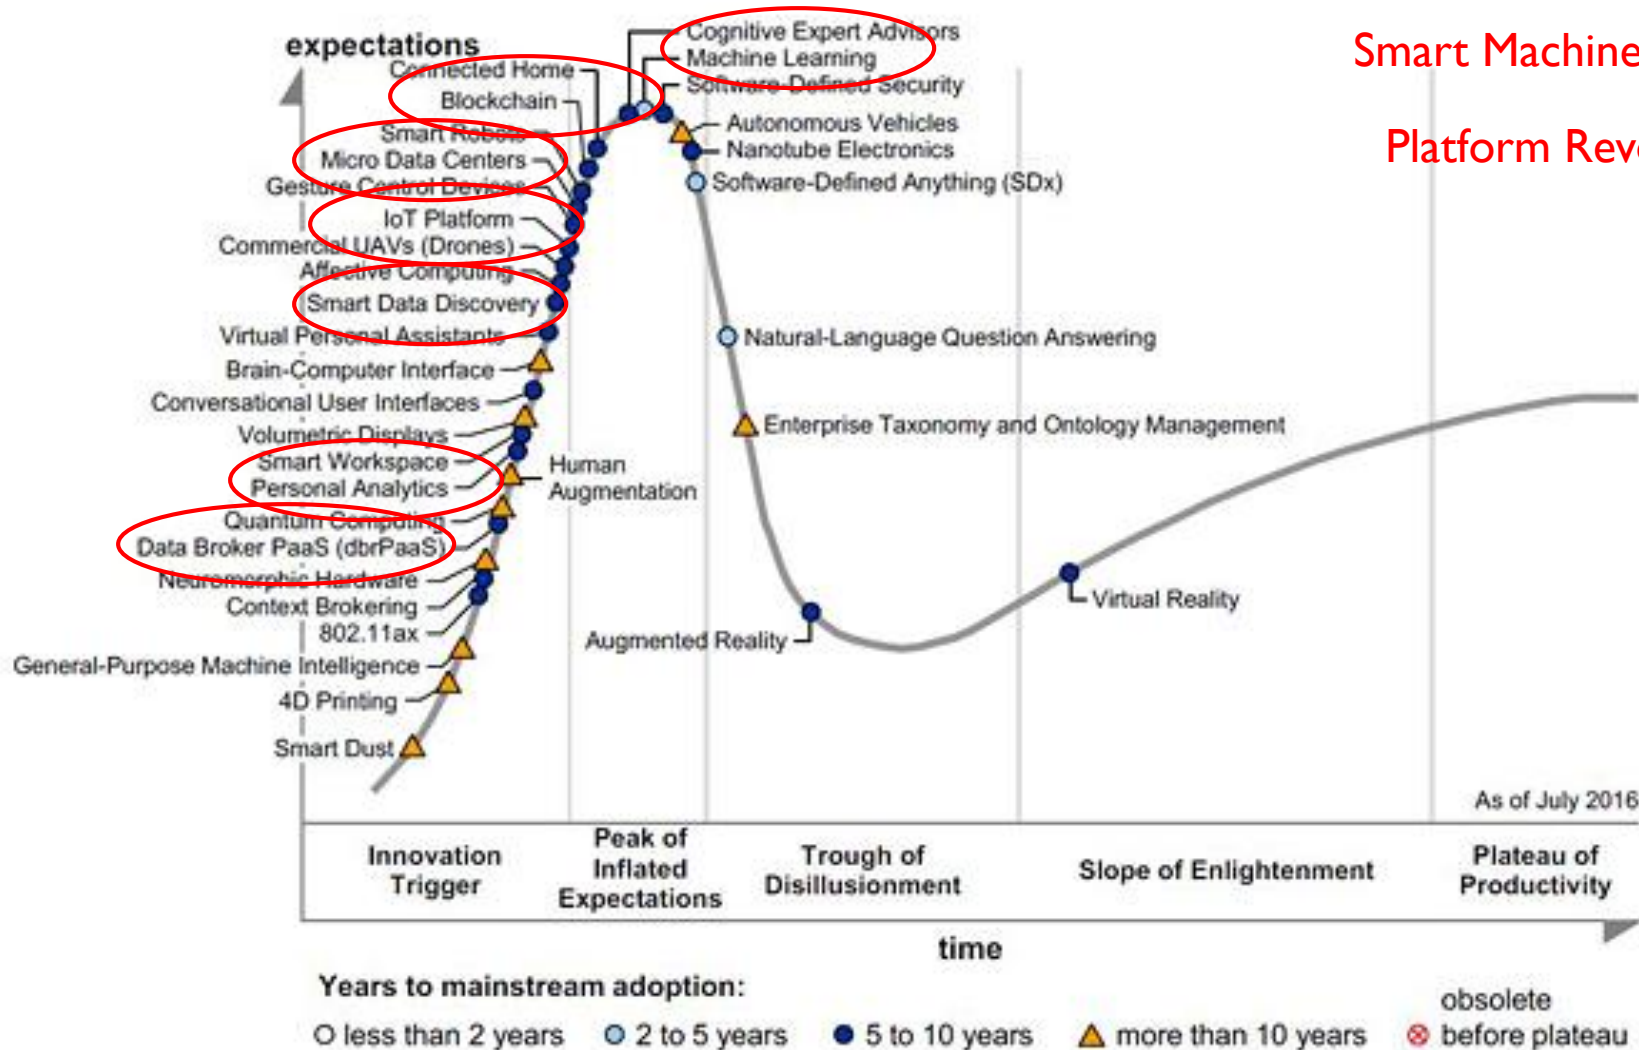 expectations
Smart Machine
Platform Reve
Cognitive Expert Advisors
Machine Learning
Software-Defined Security
Autonomous Vehicles
Nanotube Electronics
Software-Defined Anything (SDx)
Connected Home
Blockchain
Smart Robots
Micro Data Centers
Gesture Control Devices
IoT Platform
Commercial UAVs (Drones)
Affective Computing
Smart Data Discovery
Virtual Personal Assistants
Brain-Computer Interface
Conversational User Interfaces
Volumetric Displays
Smart Workspace
Personal Analytics
Human
Augmentation
Quantum Computing
Data Broker PaaS (dbrPaaS)
Neuromorphic Hardware
Context Brokering
802.11ax
General-Purpose Machine Intelligence
4D Printing
Smart Dust
Natural-Language Question Answering
Enterprise Taxonomy and Ontology Management
Augmented Reality
Virtual Reality
As of July 2016
Innovation
Trigger
Peak of
Inflated
Expectations
Trough of
Disillusionment
Slope of Enlightenment
Plateau of
Productivity
time
Years to mainstream adoption:
less than 2 years
2 to 5 years
5 to 10 years
more than 10 years
obsolete
before plateau